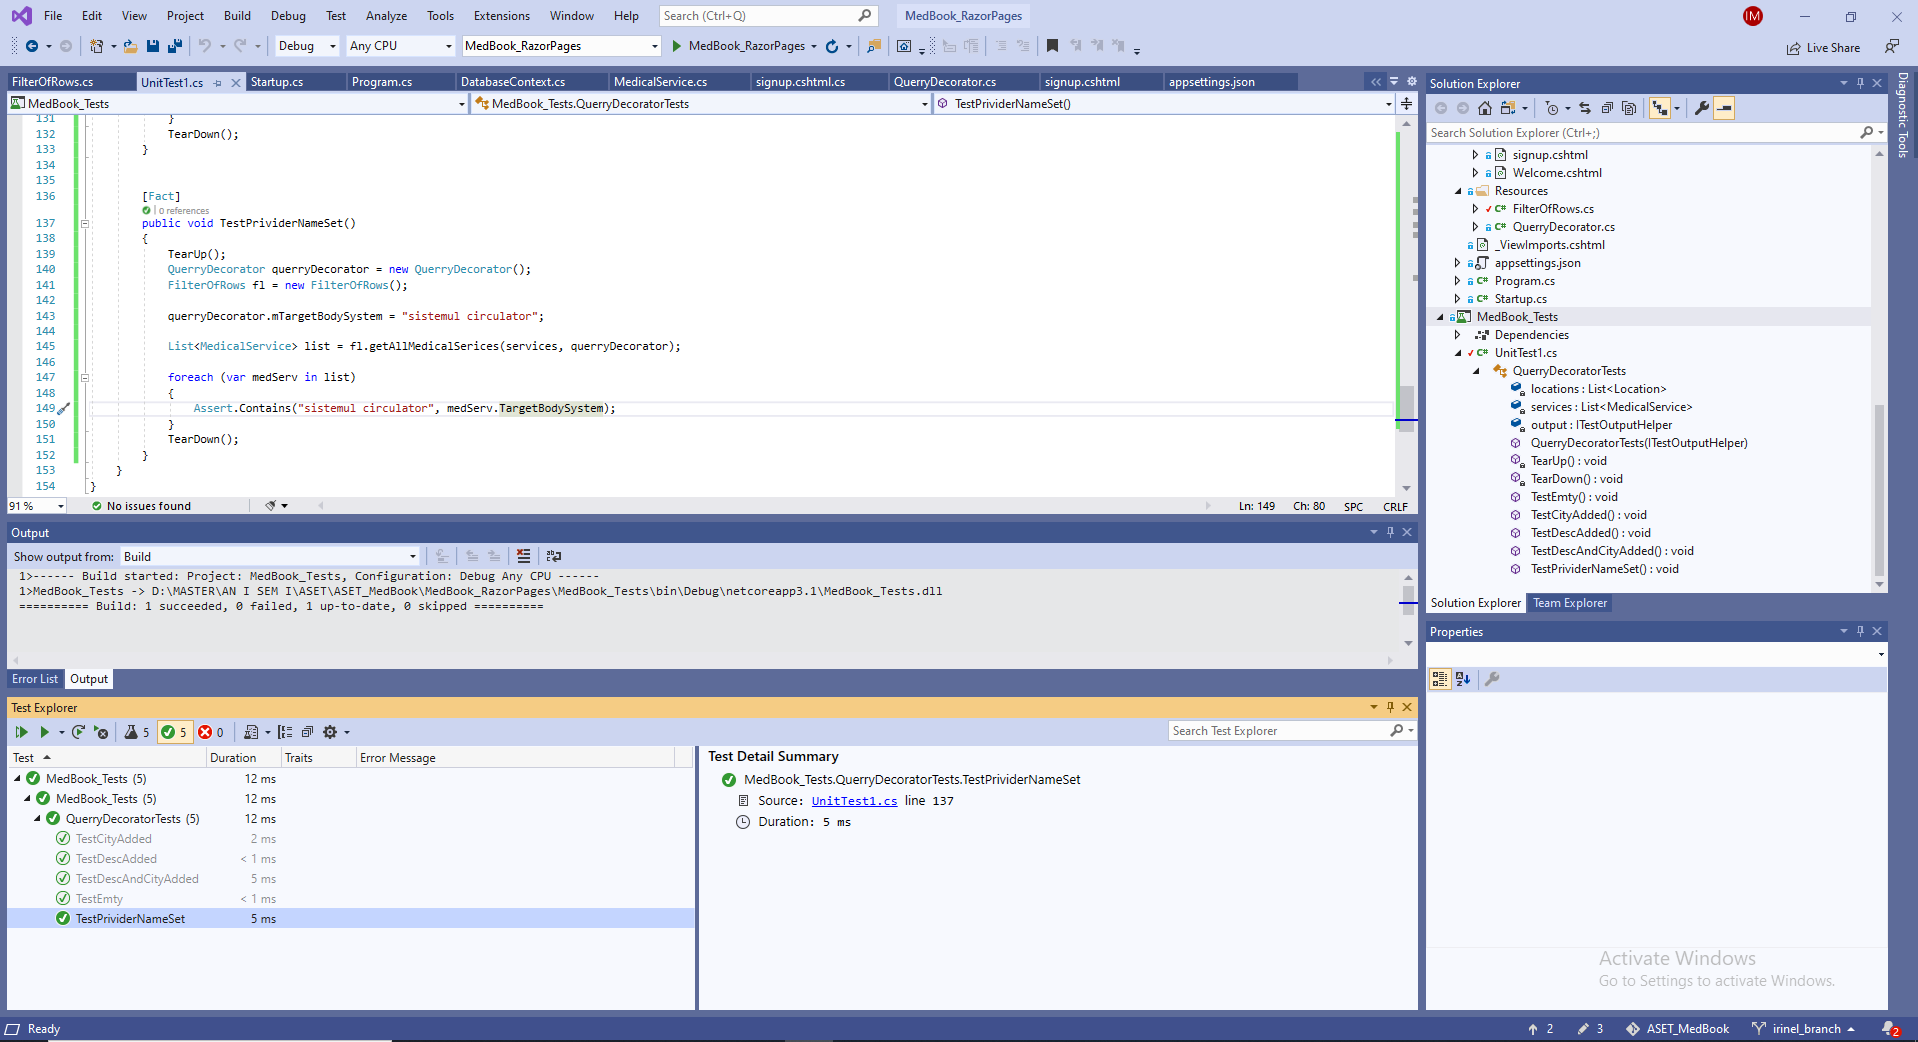 File Edit View Project Build Debug Test Analyze Tools Extensions Window Help Search (Ctrl+Q) MedBook_RazorPages IM
Debug Any CPU MedBook_RazorPages MedBook_RazorPages Live Share
FilterOfRows.cs UnitTest1.cs Startup.cs Program.cs DatabaseContext.cs MedicalService.cs signup.cshtml.cs QuerryDecorator.cs signup.cshtml appsettings.json
MedBook_Tests MedBook_Tests.QuerryDecoratorTests TestPrividerNameSet()
131 }
132 TearDown();
133 }
134
135
136 [Fact]
0 references
137 public void TestPrividerNameSet()
138 {
139 TearUp();
140 QuerryDecorator querryDecorator = new QuerryDecorator();
141 FilterOfRows fl = new FilterOfRows();
142
143 querryDecorator.mTargetBodySystem = "sistemul circulator";
144
145 List<MedicalService> list = fl.getAllMedicalSerices(services, querryDecorator);
146
147 foreach (var medServ in list)
148 {
149 Assert.Contains("sistemul circulator", medServ.TargetBodySystem);
150 }
151 TearDown();
152 }
153 }
154 }
91 % No issues found Ln: 149 Ch: 80 SPC CRLF
Output
Show output from: Build
1>------ Build started: Project: MedBook_Tests, Configuration: Debug Any CPU ------
1>MedBook_Tests -> D:\MASTER\AN I SEM I\ASET\ASET_MedBook\MedBook_RazorPages\MedBook_Tests\bin\Debug\netcoreapp3.1\MedBook_Tests.dll
========== Build: 1 succeeded, 0 failed, 1 up-to-date, 0 skipped ==========
Error List Output
Test Explorer
5 5 0 Search Test Explorer
Test Duration Traits Error Message
MedBook_Tests (5) 12 ms
MedBook_Tests (5) 12 ms
QuerryDecoratorTests (5) 12 ms
TestCityAdded 2 ms
TestDescAdded < 1 ms
TestDescAndCityAdded 5 ms
TestEmty < 1 ms
TestPrividerNameSet 5 ms
Test Detail Summary
MedBook_Tests.QuerryDecoratorTests.TestPrividerNameSet
Source: UnitTest1.cs line 137
Duration: 5 ms
Solution Explorer
Search Solution Explorer (Ctrl+;)
signup.cshtml
Welcome.cshtml
Resources
C# FilterOfRows.cs
C# QuerryDecorator.cs
_ViewImports.cshtml
appsettings.json
C# Program.cs
C# Startup.cs
MedBook_Tests
Dependencies
C# UnitTest1.cs
QuerryDecoratorTests
locations : List<Location>
services : List<MedicalService>
output : ITestOutputHelper
QuerryDecoratorTests(ITestOutputHelper)
TearUp() : void
TearDown() : void
TestEmty() : void
TestCityAdded() : void
TestDescAdded() : void
TestDescAndCityAdded() : void
TestPrividerNameSet() : void
Solution Explorer Team Explorer
Properties
Diagnostic Tools
Activate Windows
Go to Settings to activate Windows.
Ready 2 3 ASET_MedBook irinel_branch 2